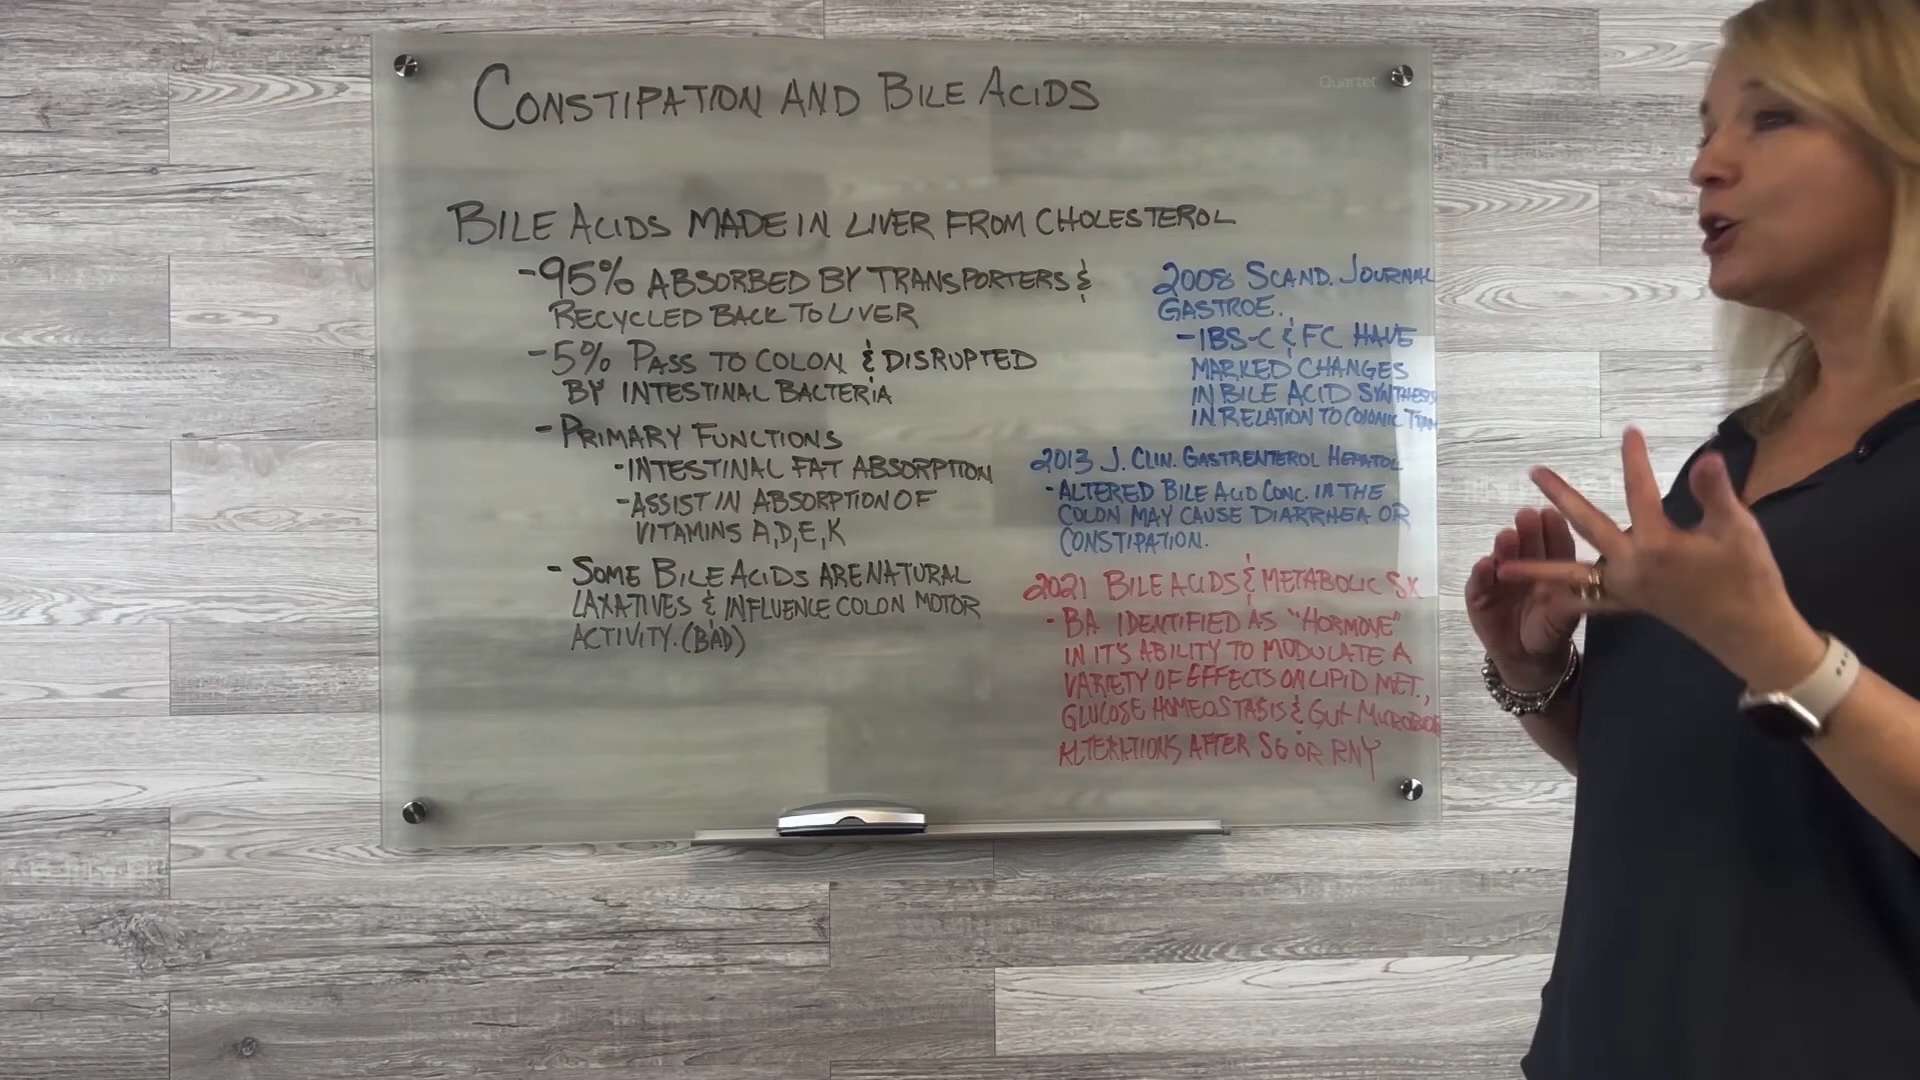 Quartet
CONSTIPATION AND BILE ACIDS
BILE ACIDS MADE IN LIVER FROM CHOLESTEROL
-95% ABSORBED BY TRANSPORTERS &
RECYCLED BACK TO LIVER
-5% PASS TO COLON & DISRUPTED
BY INTESTINAL BACTERIA
-PRIMARY FUNCTIONS
-INTESTINAL FAT ABSORPTION
-ASSIST IN ABSORPTION OF
VITAMINS A,D,E,K
- SOME BILE ACIDS ARE NATURAL
LAXATIVES & INFLUENCE COLON MOTOR
ACTIVITY. (BAD)
2008 SCAND. JOURNAL
GASTROE.
-IBS-C & FC HAVE
MARKED CHANGES
IN BILE ACID SYNTHESIS
IN RELATION TO COLONIC
2013 J. CLIN. GASTRENTEROL HEPATOL
-ALTERED BILE ACID CONC. IN THE
COLON MAY CAUSE DIARRHEA OR
CONSTIPATION.
2021 BILE ACIDS & METABOLIC SX
- BA IDENTIFIED AS "HORMONE"
IN IT'S ABILITY TO MODULATE A
VARIETY OF EFFECTS ON LIPID MET.,
GLUCOSE HOMEOSTASIS & GUT
ALTERATIONS AFTER SG OR RNY